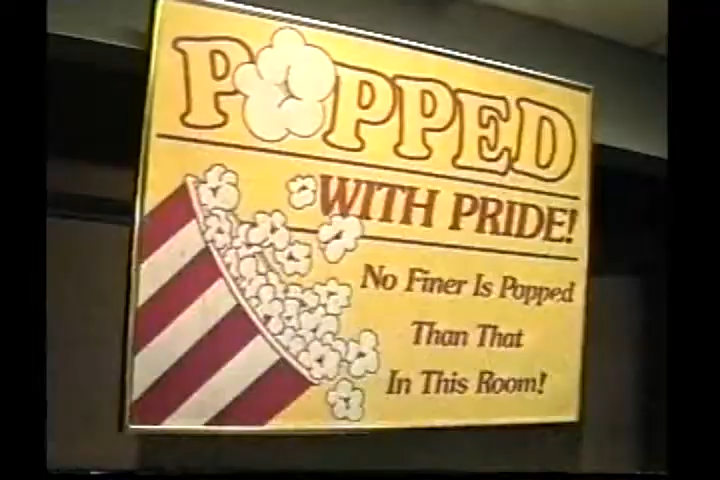 POPPED
WITH PRIDE!
No Finer Is Popped
Than That
In This Room!